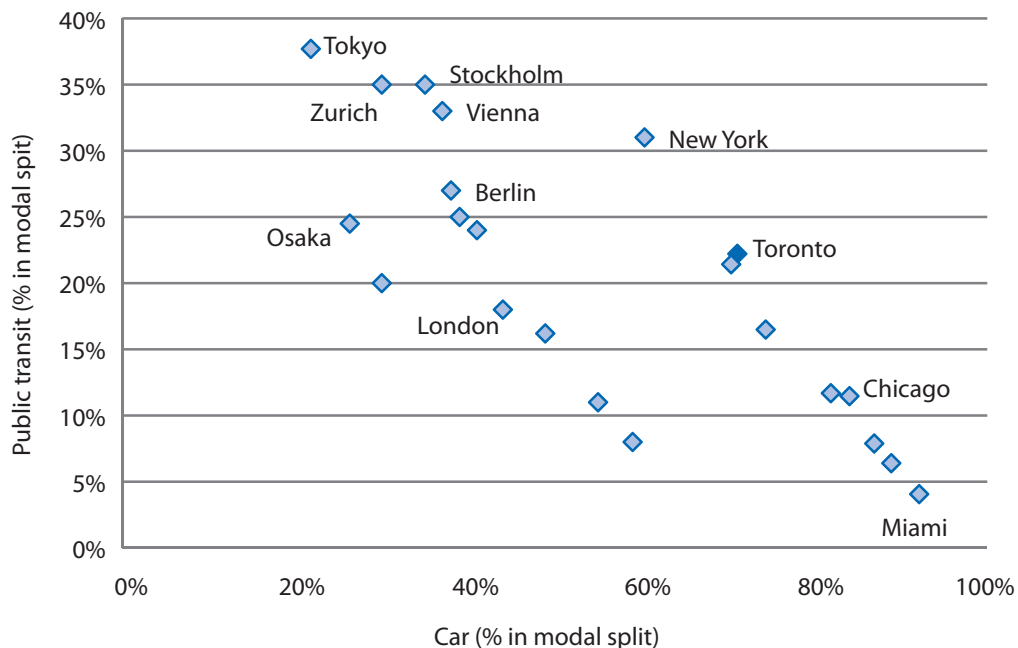 40%
35%
30%
25%
20%
15%
10%
5%
0%
Public transit (% in modal spit)
Tokyo
Stockholm
Zurich
Vienna
New York
Berlin
Osaka
Toronto
London
Chicago
Miami
0%
20%
40%
60%
80%
100%
Car (% in modal split)